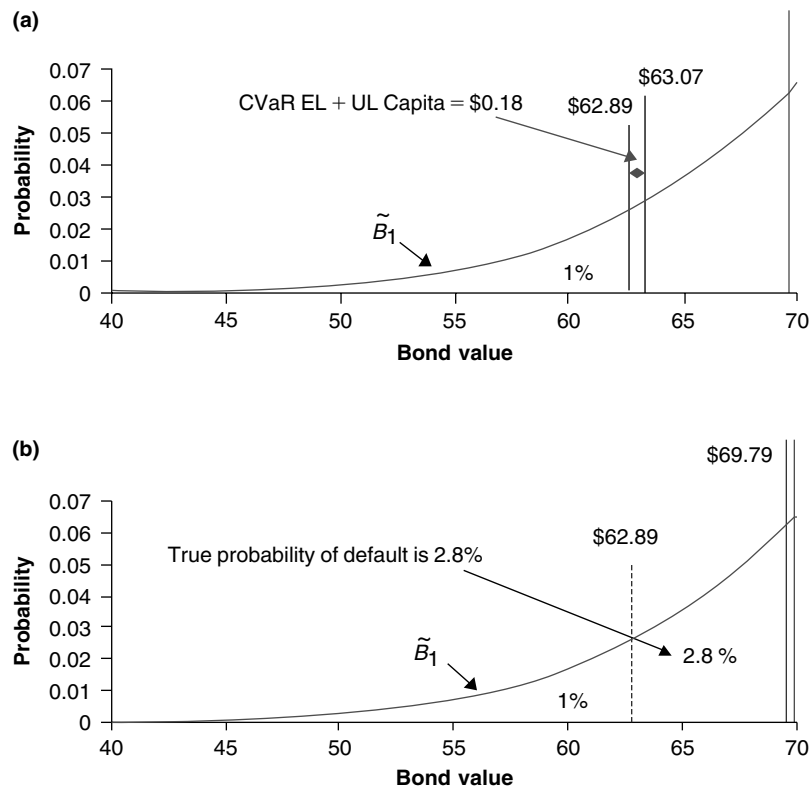 (a)
0.07
0.06
0.05
0.04
0.03
0.02
0.01
0
Probability
CVaR EL + UL Capita = $0.18
$62.89
$63.07
B̃1
1%
40 45 50 55 60 65 70
Bond value
(b)
0.07
0.06
0.05
0.04
0.03
0.02
0.01
0
Probability
$69.79
$62.89
True probability of default is 2.8%
B̃1
2.8 %
1%
40 45 50 55 60 65 70
Bond value